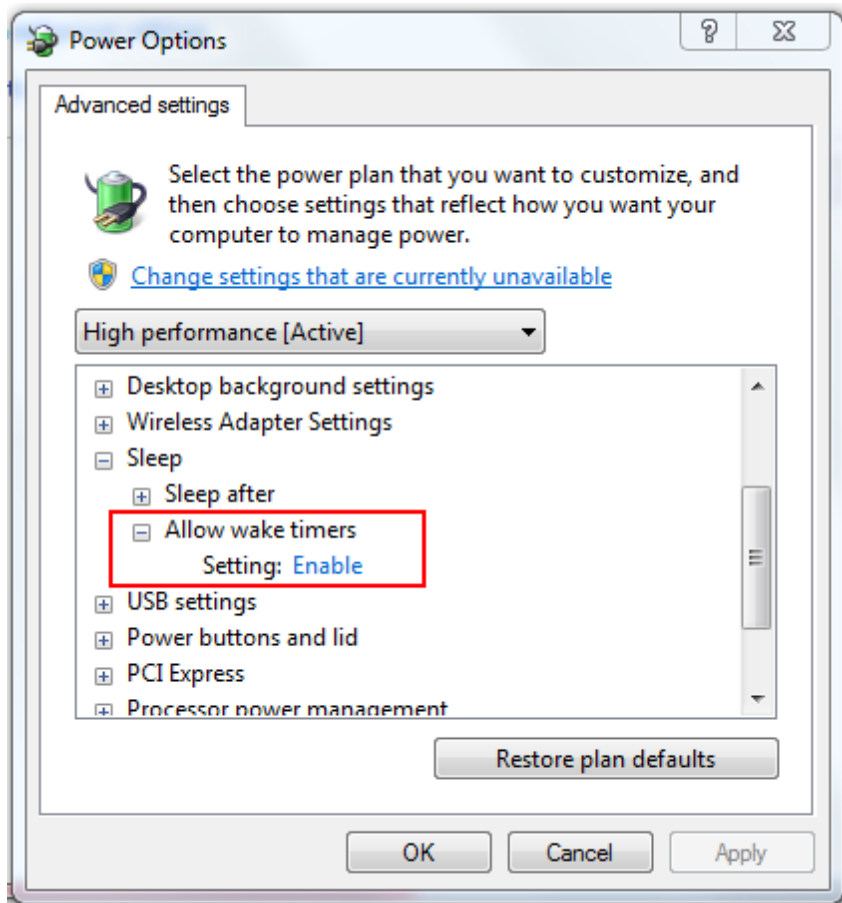 Power Options
Advanced settings
Select the power plan that you want to customize, and
then choose settings that reflect how you want your
computer to manage power.
Change settings that are currently unavailable
High performance [Active]
Desktop background settings
Wireless Adapter Settings
Sleep
Sleep after
Allow wake timers
Setting: Enable
USB settings
Power buttons and lid
PCI Express
Processor power management
Restore plan defaults
OK Cancel Apply